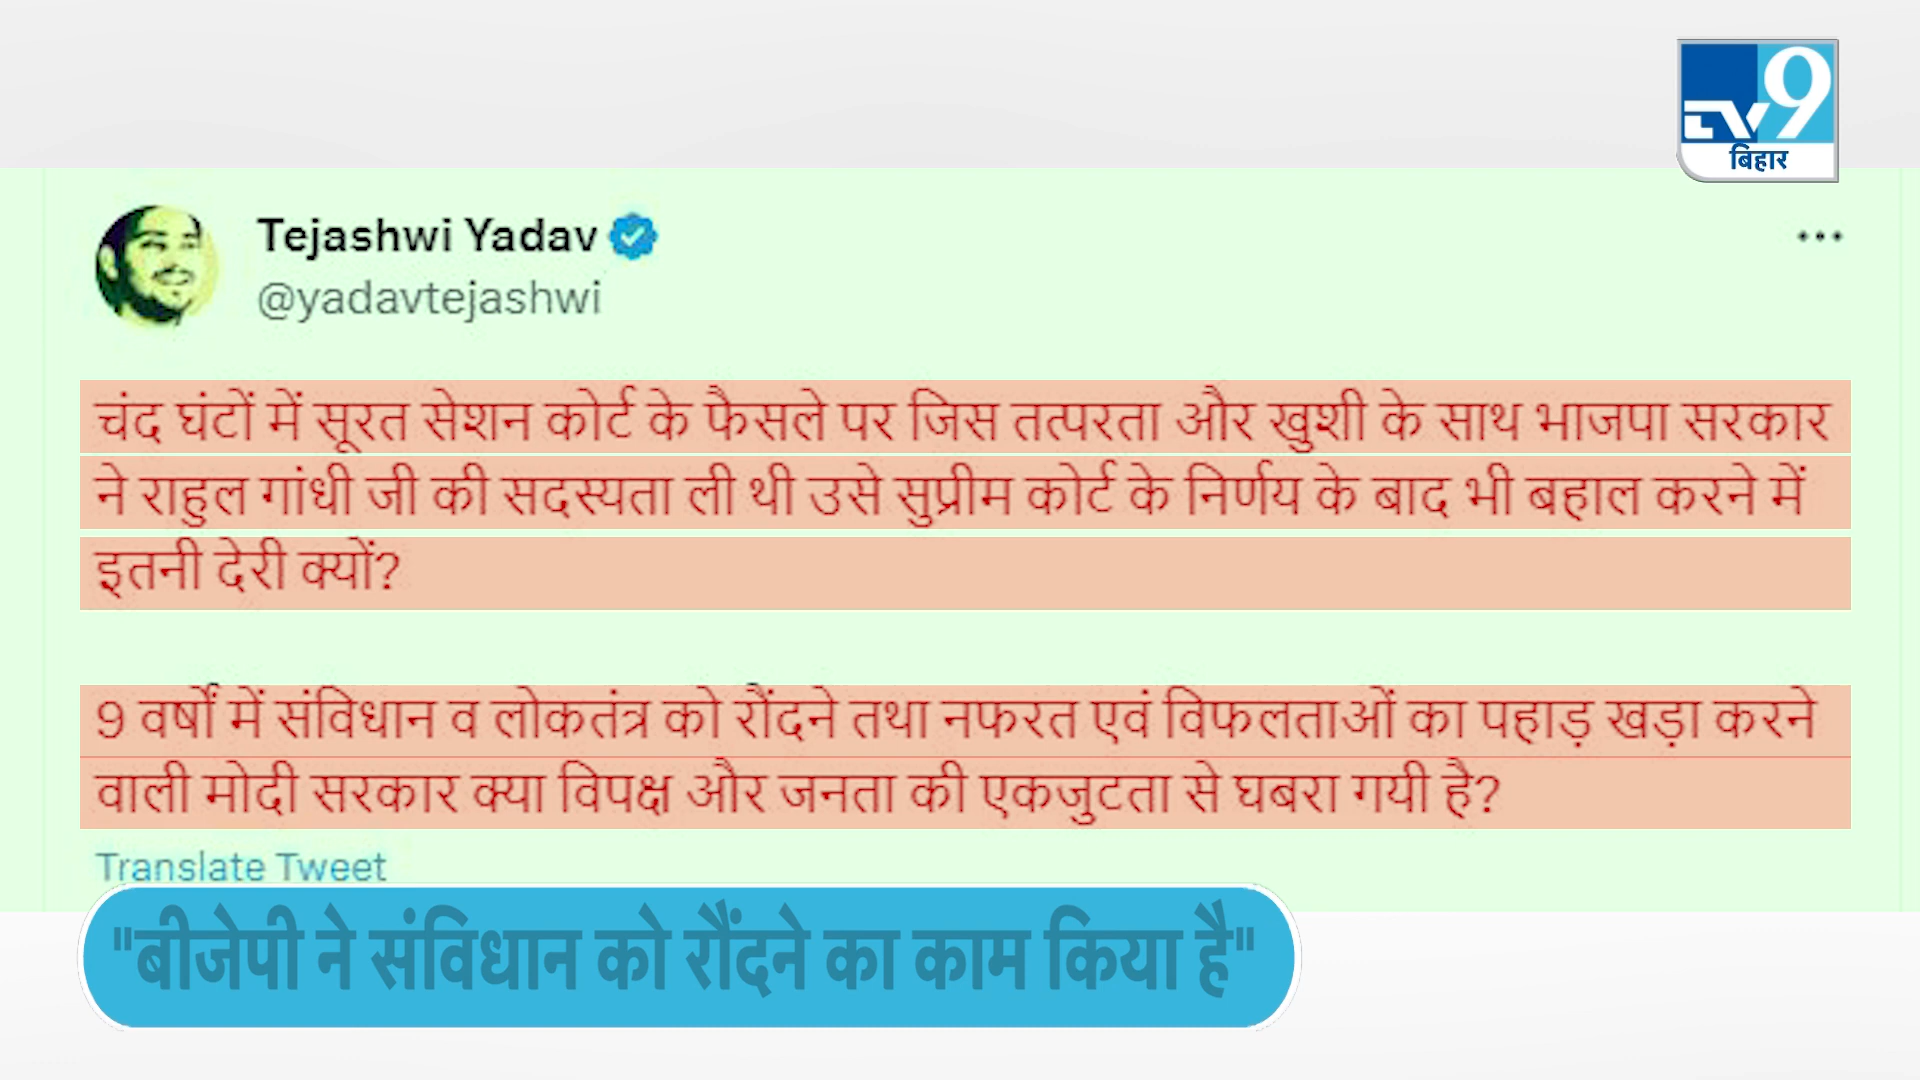 TV9
बिहार
Tejashwi Yadav
@yadavtejashwi
चंद घंटों में सूरत सेशन कोर्ट के फैसले पर जिस तत्परता और खुशी के साथ भाजपा सरकार
ने राहुल गांधी जी की सदस्यता ली थी उसे सुप्रीम कोर्ट के निर्णय के बाद भी बहाल करने में
इतनी देरी क्यों?
9 वर्षों में संविधान व लोकतंत्र को रौंदने तथा नफरत एवं विफलताओं का पहाड़ खड़ा करने
वाली मोदी सरकार क्या विपक्ष और जनता की एकजुटता से घबरा गयी है?
Translate Tweet
"बीजेपी ने संविधान को रौंदने का काम किया है"